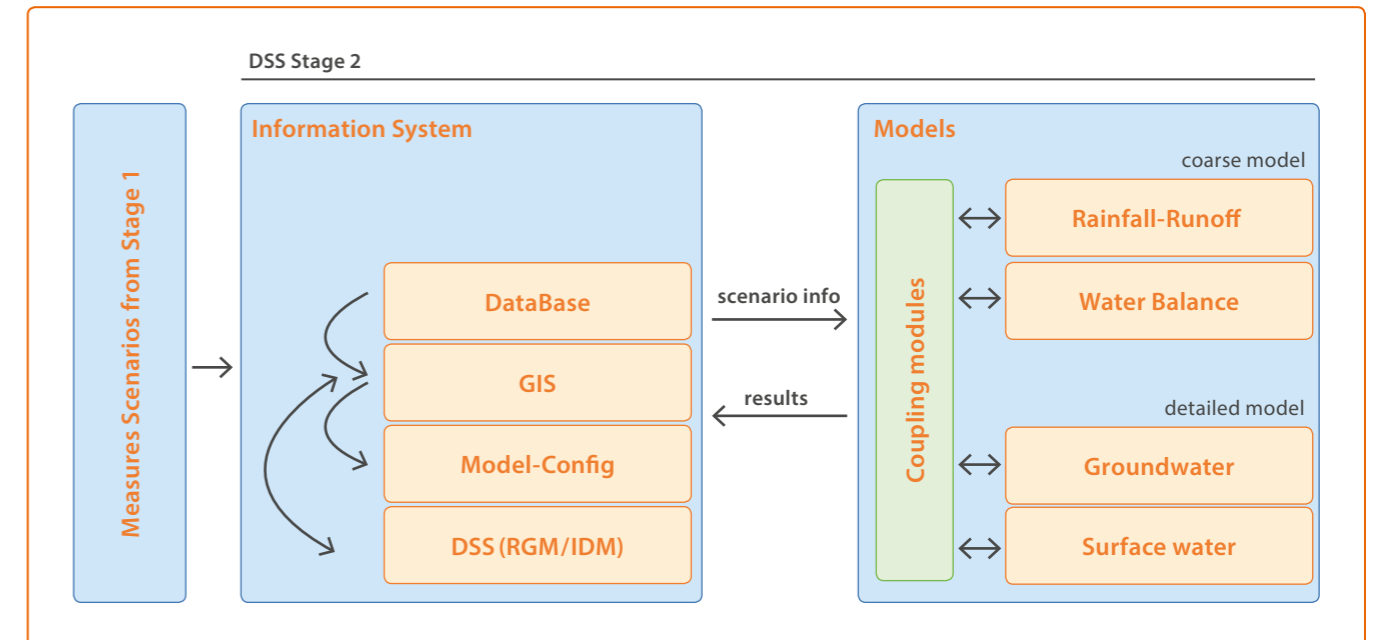 DSS Stage 2
Measures Scenarios from Stage 1
Information System
DataBase
GIS
Model-Config
DSS (RGM/IDM)
scenario info
results
Models
Coupling modules
coarse model
Rainfall-Runoff
Water Balance
detailed model
Groundwater
Surface water